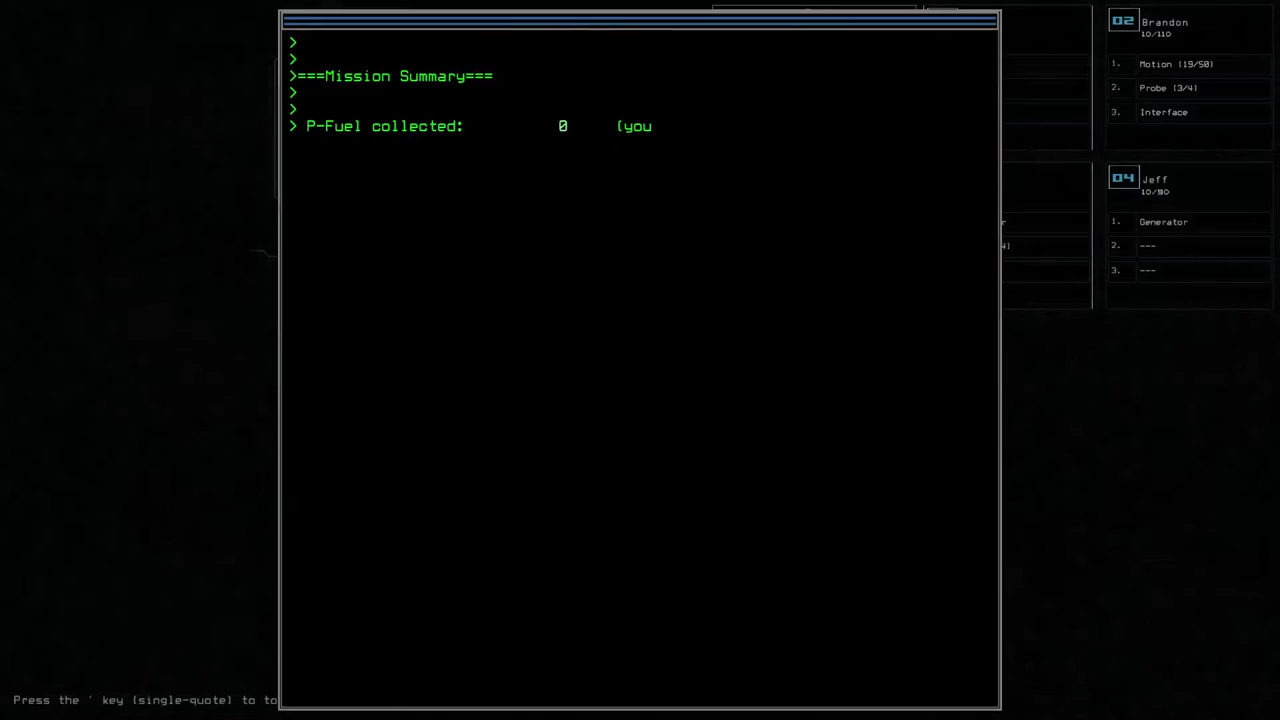 >
>
>===Mission Summary===
>
>
> P-Fuel collected: 0 (you
02 Brandon
10/110
1. Motion (19/50)
2. Probe (3/4)
3. Interface
04 Jeff
10/90
1. Generator
2. ---
3. ---
Press the ' key (single-quote) to to